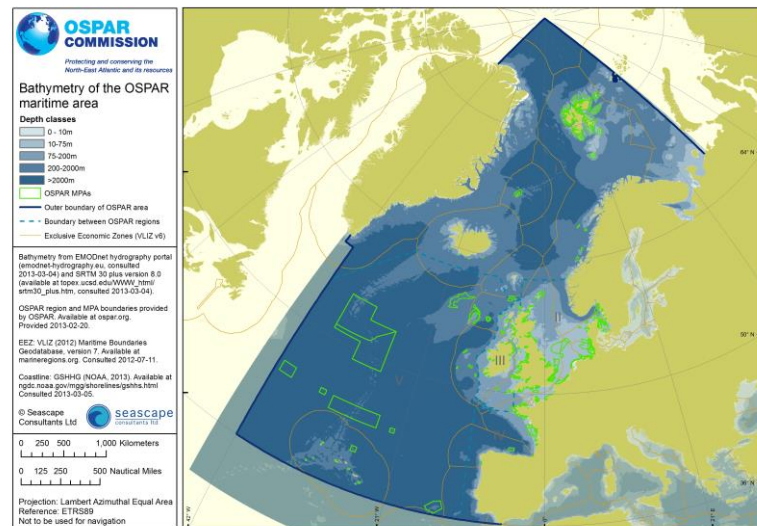 OSPAR
COMMISSION
Protecting and conserving the
North-East Atlantic and its resources
Bathymetry of the OSPAR
maritime area
Depth classes
0 - 10m
10-75m
75-200m
200-2000m
>2000m
OSPAR MPAs
Outer boundary of OSPAR area
Boundary between OSPAR regions
Exclusive Economic Zones (VLIZ v6)
Bathymetry from EMODnet hydrography portal
(emodnet-hydrography.eu, consulted
2013-03-04) and SRTM 30 plus version 8.0
(available at topex.ucsd.edu/WWW_html/
srtm30_plus.htm, consulted 2013-03-04).
OSPAR region and MPA boundaries provided
by OSPAR. Available at ospar.org.
Provided 2013-02-20.
EEZ: VLIZ (2012) Maritime Boundaries
Geodatabase, version 7. Available at
marineregions.org. Consulted 2012-07-11.
Coastline: GSHHG (NOAA, 2013). Available at
ngdc.noaa.gov/mgg/shorelines/gshhs.html
Consulted 2013-03-05.
© Seascape
Consultants Ltd
seascape
consultants ltd
0 250 500 1,000 Kilometers
0 125 250 500 Nautical Miles
Projection: Lambert Azimuthal Equal Area
Reference: ETRS89
Not to be used for navigation
64° N
50° N
36° N
II
III
V
42° W
21° W
0°
21° E